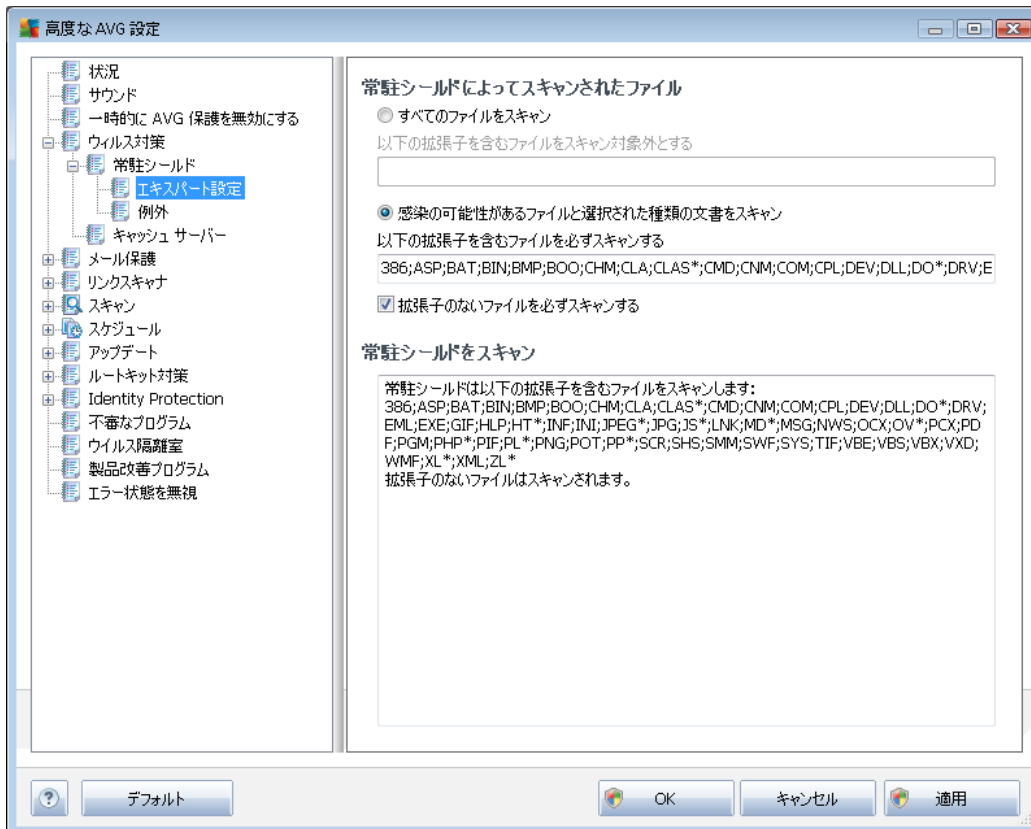 高度な AVG 設定
状況
サウンド
一時的に AVG 保護を無効にする
ウィルス対策
常駐シールド
エキスパート設定
例外
キャッシュ サーバー
メール保護
リンクスキャナ
スキャン
スケジュール
アップデート
ルートキット対策
Identity Protection
不審なプログラム
ウイルス隔離室
製品改善プログラム
エラー状態を無視
常駐シールドによってスキャンされたファイル
すべてのファイルをスキャン
以下の拡張子を含むファイルをスキャン対象外とする
感染の可能性があるファイルと選択された種類の文書をスキャン
以下の拡張子を含むファイルを必ずスキャンする
386;ASP;BAT;BIN;BMP;BOO;CHM;CLA;CLAS*;CMD;CNM;COM;CPL;DEV;DLL;DO*;DRV;E
拡張子のないファイルを必ずスキャンする
常駐シールドをスキャン
常駐シールドは以下の拡張子を含むファイルをスキャンします:
386;ASP;BAT;BIN;BMP;BOO;CHM;CLA;CLAS*;CMD;CNM;COM;CPL;DEV;DLL;DO*;DRV;
EML;EXE;GIF;HLP;HT*;INF;INI;JPEG*;JPG;JS*;LNK;MD*;MSG;NWS;OCX;OV*;PCX;PD
F;PGM;PHP*;PIF;PL*;PNG;POT;PP*;SCR;SHS;SMM;SWF;SYS;TIF;VBE;VBS;VBX;VXD;
WMF;XL*;XML;ZL*
拡張子のないファイルはスキャンされます。
?
デフォルト
OK
キャンセル
適用